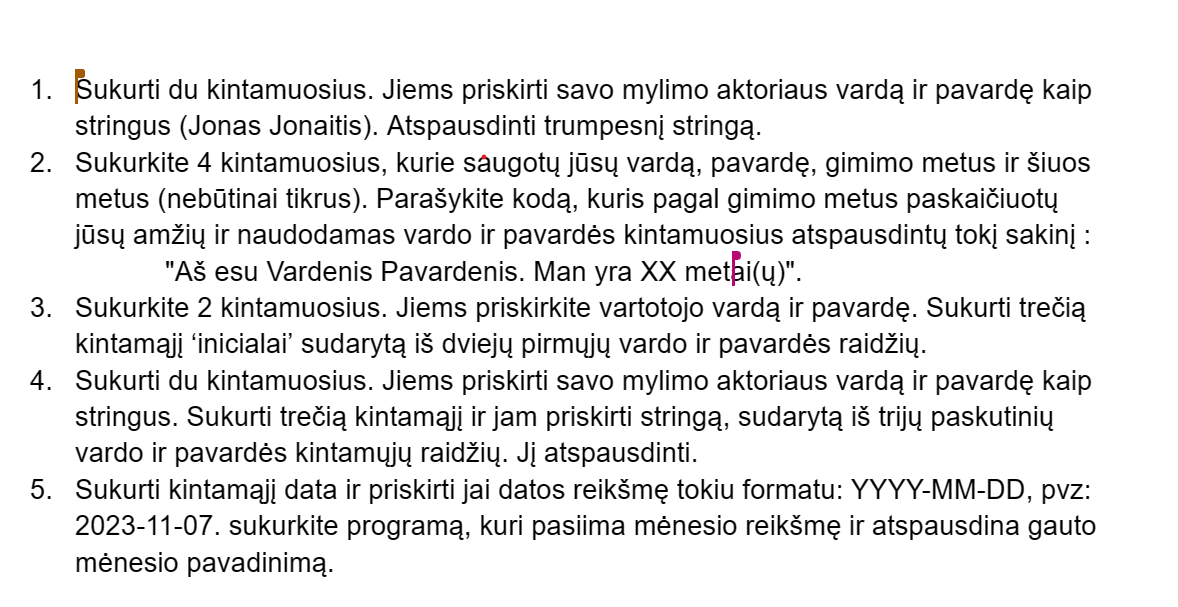 1. Sukurti du kintamuosius. Jiems priskirti savo mylimo aktoriaus vardą ir pavardę kaip
stringus (Jonas Jonaitis). Atspausdinti trumpesnį stringą.
2. Sukurkite 4 kintamuosius, kurie saugotų jūsų vardą, pavardę, gimimo metus ir šiuos
metus (nebūtinai tikrus). Parašykite kodą, kuris pagal gimimo metus paskaičiuotų
jūsų amžių ir naudodamas vardo ir pavardės kintamuosius atspausdintų tokį sakinį :
"Aš esu Vardenis Pavardenis. Man yra XX metai(ų)".
3. Sukurkite 2 kintamuosius. Jiems priskirkite vartotojo vardą ir pavardę. Sukurti trečią
kintamąjį ‘inicialai’ sudarytą iš dviejų pirmųjų vardo ir pavardės raidžių.
4. Sukurti du kintamuosius. Jiems priskirti savo mylimo aktoriaus vardą ir pavardę kaip
stringus. Sukurti trečią kintamąjį ir jam priskirti stringą, sudarytą iš trijų paskutinių
vardo ir pavardės kintamųjų raidžių. Jį atspausdinti.
5. Sukurti kintamąjį data ir priskirti jai datos reikšmę tokiu formatu: YYYY-MM-DD, pvz:
2023-11-07. sukurkite programą, kuri pasiima mėnesio reikšmę ir atspausdina gauto
mėnesio pavadinimą.